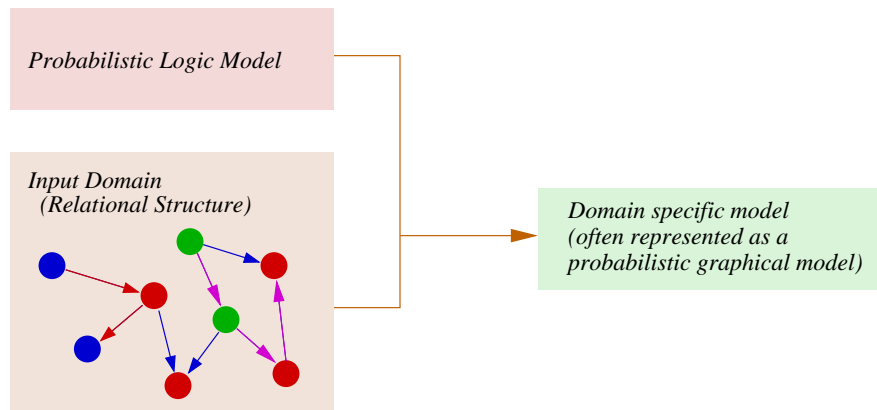 Probabilistic Logic Model
Input Domain
(Relational Structure)
Domain specific model
(often represented as a
probabilistic graphical model)